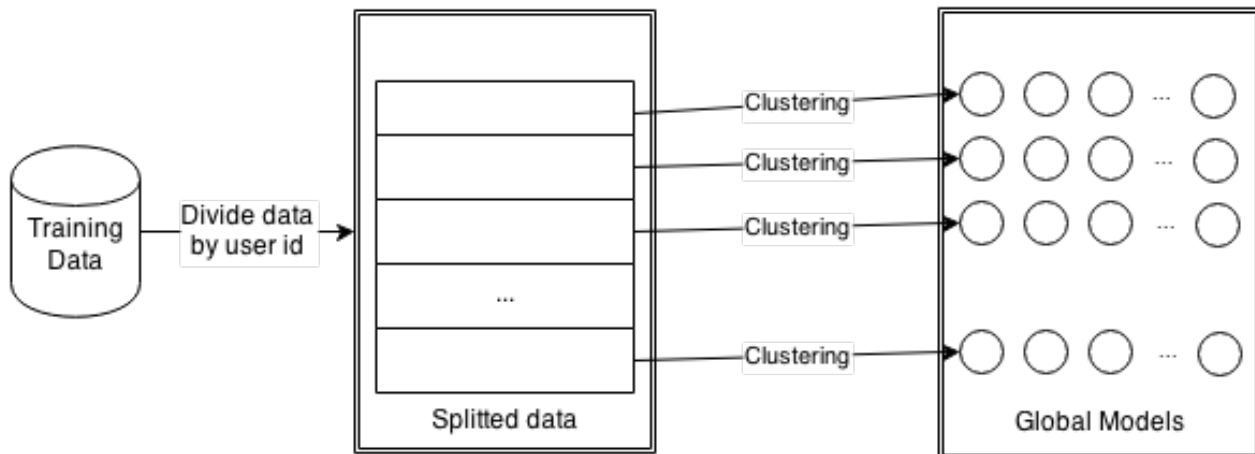 Training
Data
Divide data
by user id
...
Splitted data
Clustering
Clustering
Clustering
Clustering
...
...
...
...
Global Models